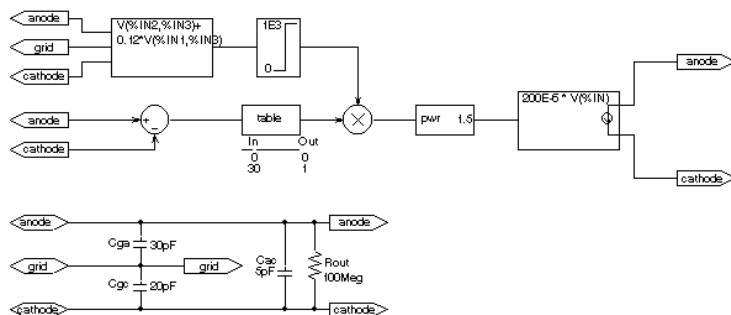 anode
V(%IN2,%IN3)+
0.12*V(%IN1,%IN3)
1E3
grid
cathode
0
anode
anode
+
-
table
pwr 1.5
200E-6 * V(%IN)
cathode
In Out
0 0
30 1
cathode
anode
anode
Cga
30pF
Cac
5pF
Rout
100Meg
grid
grid
Cgc
20pF
cathode
cathode